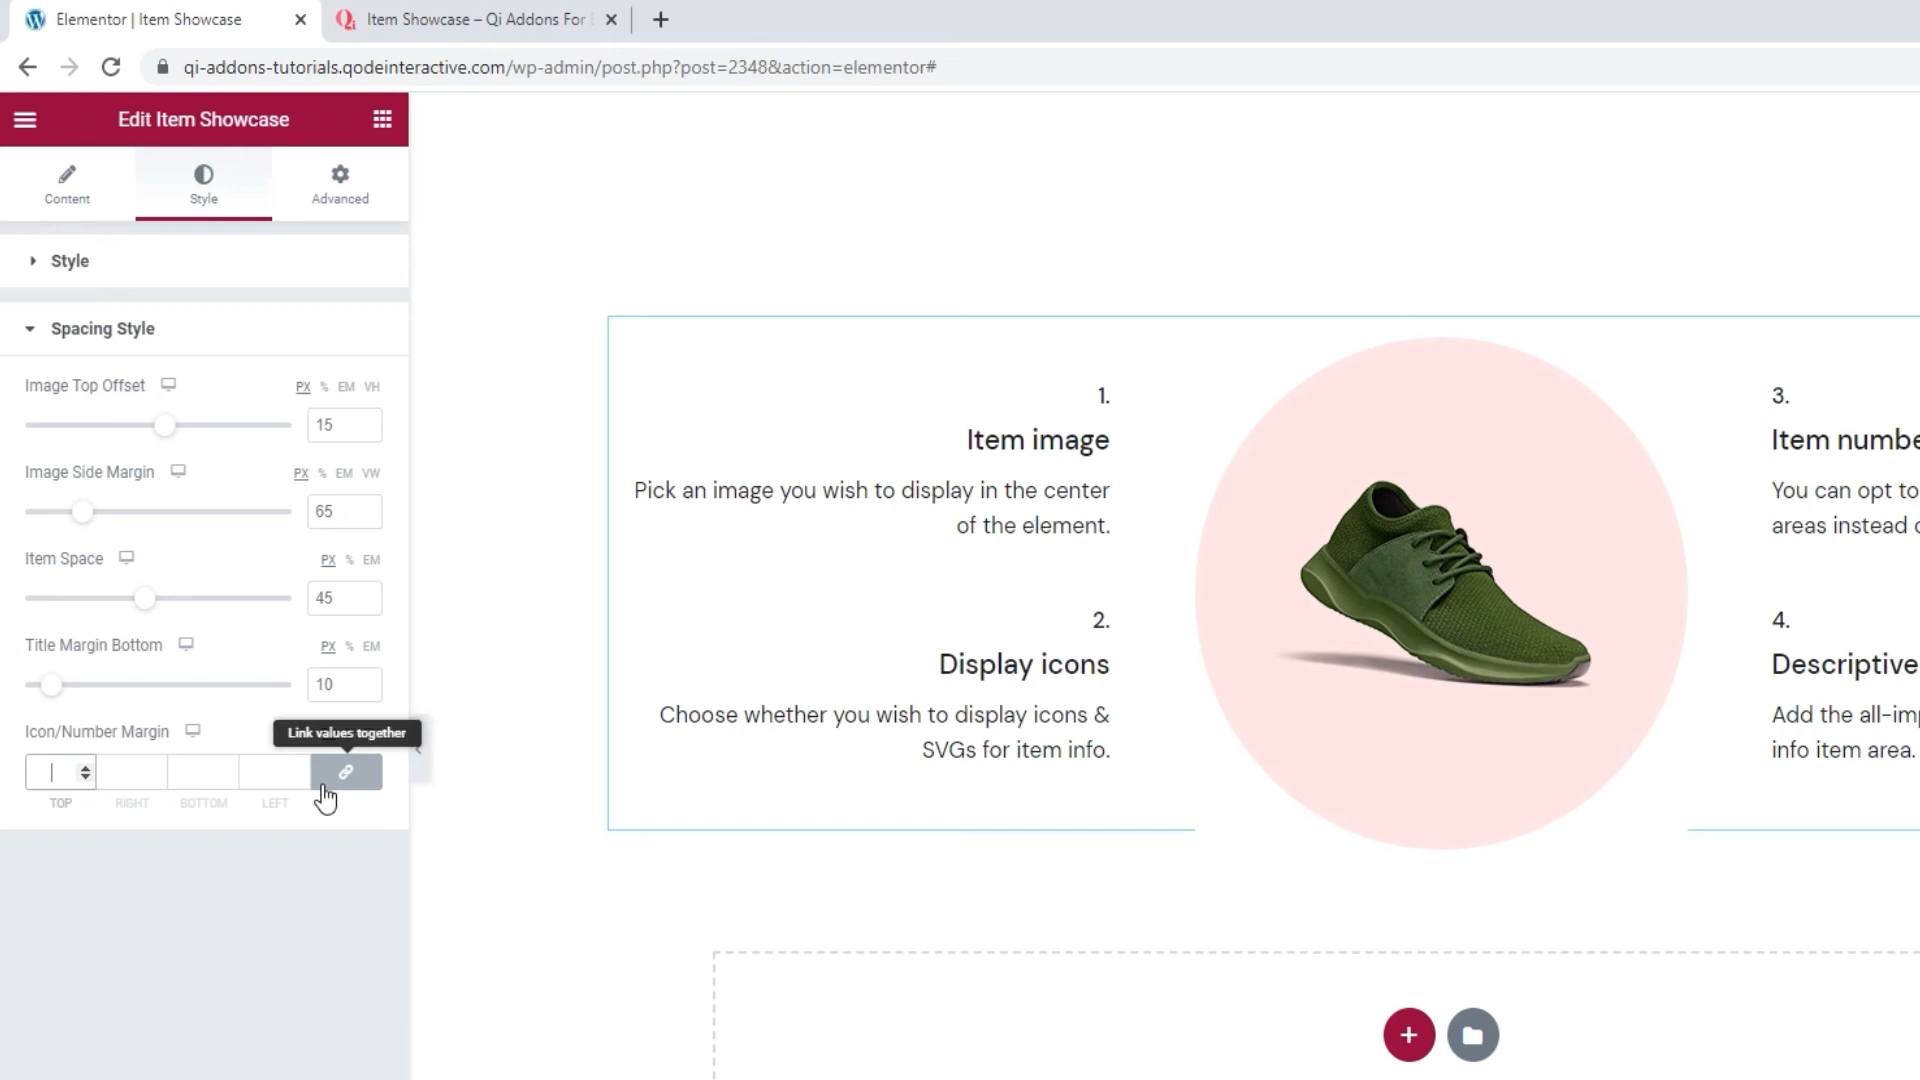 Elementor | Item Showcase
Item Showcase – Qi Addons For
qi-addons-tutorials.qodeinteractive.com/wp-admin/post.php?post=2348&action=elementor#
Edit Item Showcase
Content
Style
Advanced
Style
Spacing Style
Image Top Offset
PX % EM VH
15
Image Side Margin
PX % EM VW
65
Item Space
PX % EM
45
Title Margin Bottom
PX % EM
10
Icon/Number Margin
Link values together
TOP RIGHT BOTTOM LEFT
1.
Item image
Pick an image you wish to display in the center
of the element.
2.
Display icons
Choose whether you wish to display icons &
SVGs for item info.
3.
Item numbe
You can opt to
areas instead
4.
Descriptive
Add the all-im
info item area.